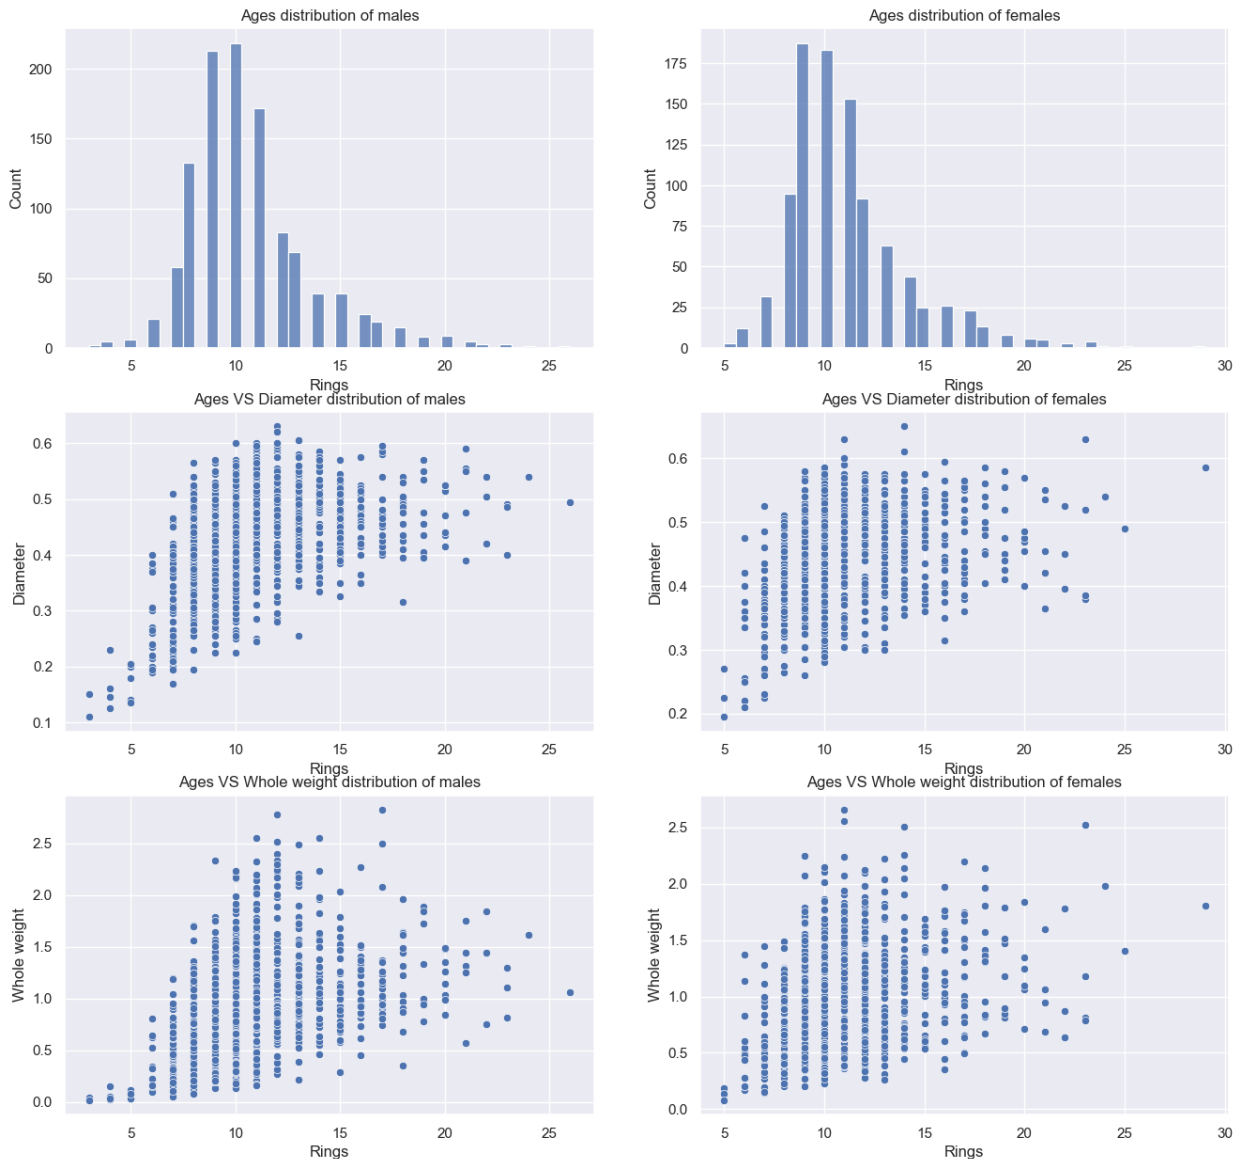 Ages distribution of males
Count
200
150
100
50
0
5 10 15 20 25
Rings
Ages distribution of females
Count
175
150
125
100
75
50
25
0
5 10 15 20 25 30
Rings
Ages VS Diameter distribution of males
Diameter
0.6
0.5
0.4
0.3
0.2
0.1
5 10 15 20 25
Rings
Ages VS Diameter distribution of females
Diameter
0.6
0.5
0.4
0.3
0.2
5 10 15 20 25 30
Rings
Ages VS Whole weight distribution of males
Whole weight
2.5
2.0
1.5
1.0
0.5
0.0
5 10 15 20 25
Rings
Ages VS Whole weight distribution of females
Whole weight
2.5
2.0
1.5
1.0
0.5
0.0
5 10 15 20 25 30
Rings